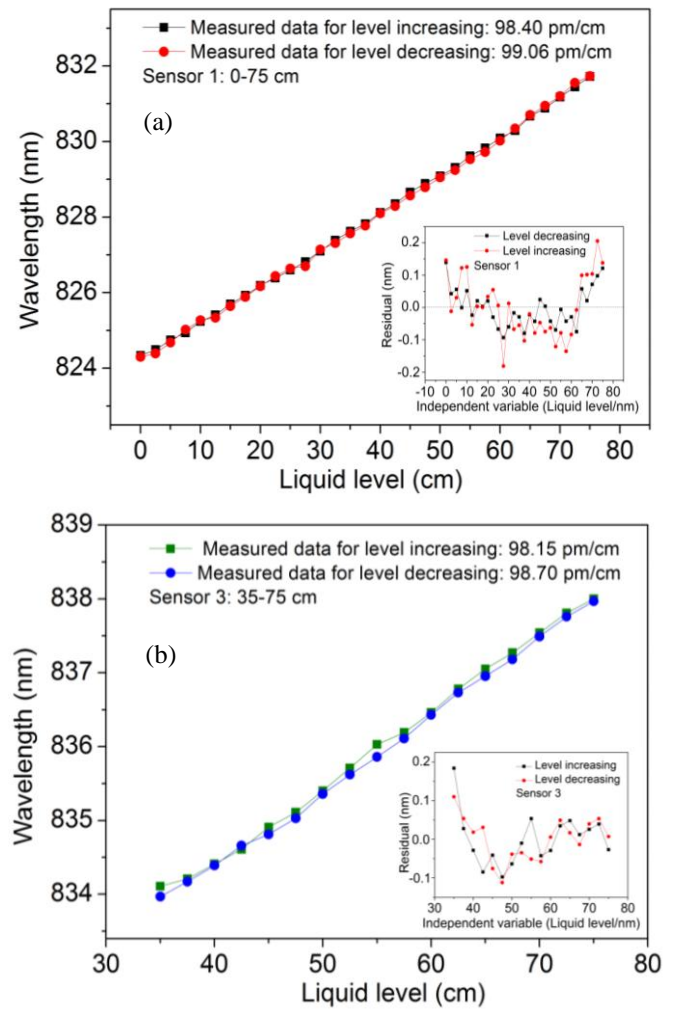 Measured data for level increasing: 98.40 pm/cm
Measured data for level decreasing: 99.06 pm/cm
Sensor 1: 0-75 cm
(a)
832
830
828
826
824
Wavelength (nm)
0 10 20 30 40 50 60 70 80
Liquid level (cm)
Level decreasing
Level increasing
Sensor 1
0.2
0.1
0.0
-0.1
-0.2
Residual (nm)
-10 0 10 20 30 40 50 60 70 80
Independent variable (Liquid level/nm)
839
838
837
836
835
834
Wavelength (nm)
Measured data for level increasing: 98.15 pm/cm
Measured data for level decreasing: 98.70 pm/cm
Sensor 3: 35-75 cm
(b)
30 40 50 60 70 80
Liquid level (cm)
Level increasing
Level decreasing
Sensor 3
0.2
0.1
0.0
-0.1
Residual (nm)
30 40 50 60 70 80
Independent variable (Liquid level/nm)